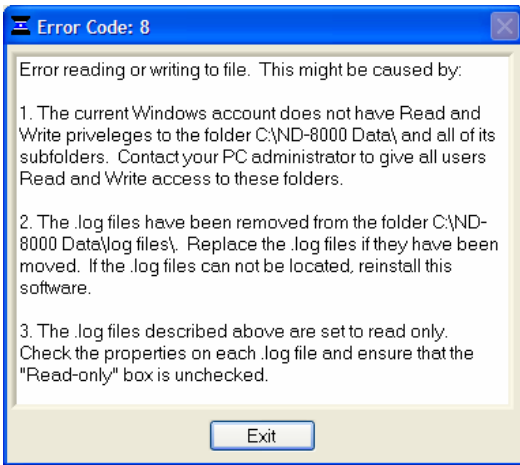 Error Code: 8
Error reading or writing to file.  This might be caused by:
1. The current Windows account does not have Read and
Write priveleges to the folder C:\ND-8000 Data\ and all of its
subfolders.  Contact your PC administrator to give all users
Read and Write access to these folders.
2. The .log files have been removed from the folder C:\ND-
8000 Data\log files\.  Replace the .log files if they have been
moved.  If the .log files can not be located, reinstall this
software.
3. The .log files described above are set to read only.
Check the properties on each .log file and ensure that the
"Read-only" box is unchecked.
Exit